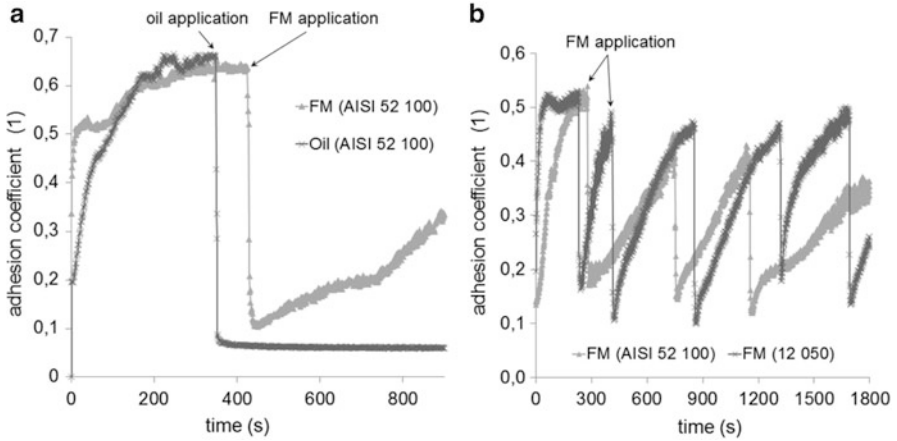 a
oil application
FM application
0,7
0,6
0,5
0,4
0,3
0,2
0,1
0
adhesion coefficient (1)
FM (AISI 52 100)
Oil (AISI 52 100)
0
200
400
600
800
time (s)
b
FM application
0,6
0,5
0,4
0,3
0,2
0,1
0,0
adhesion coefficient (1)
FM (AISI 52 100)
FM (12 050)
0
300
600
900
1200
1500
1800
time (s)